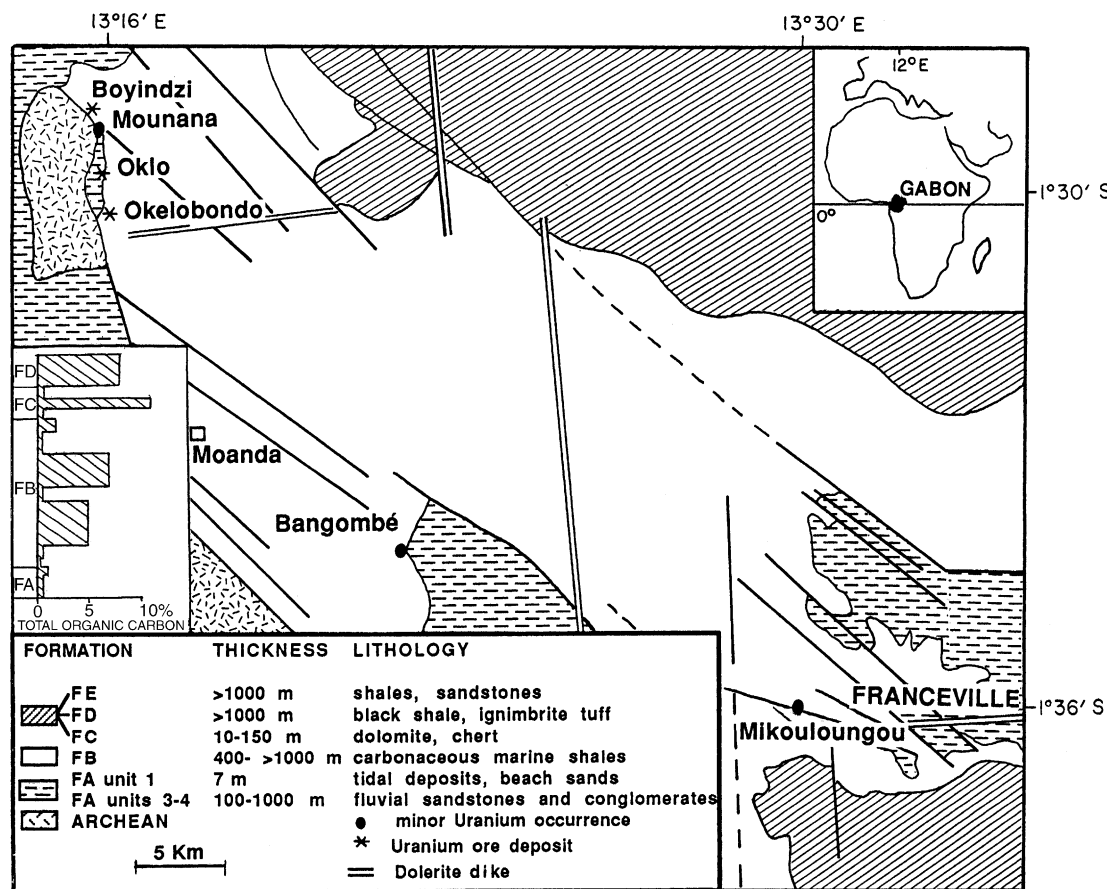 13°16′ E
13°30′ E
12°E
Boyindzi
Mounana
Oklo
Okelobondo
GABON
0°
1°30′ S
FD
FC
FB
FA
Moanda
Bangombé
0 5 10%
TOTAL ORGANIC CARBON
FRANCEVILLE
1°36′ S
Mikouloungou
FORMATION THICKNESS LITHOLOGY
FE >1000 m shales, sandstones
FD >1000 m black shale, ignimbrite tuff
FC 10-150 m dolomite, chert
FB 400- >1000 m carbonaceous marine shales
FA unit 1 7 m tidal deposits, beach sands
FA units 3-4 100-1000 m fluvial sandstones and conglomerates
ARCHEAN
minor Uranium occurrence
Uranium ore deposit
Dolerite dike
5 Km